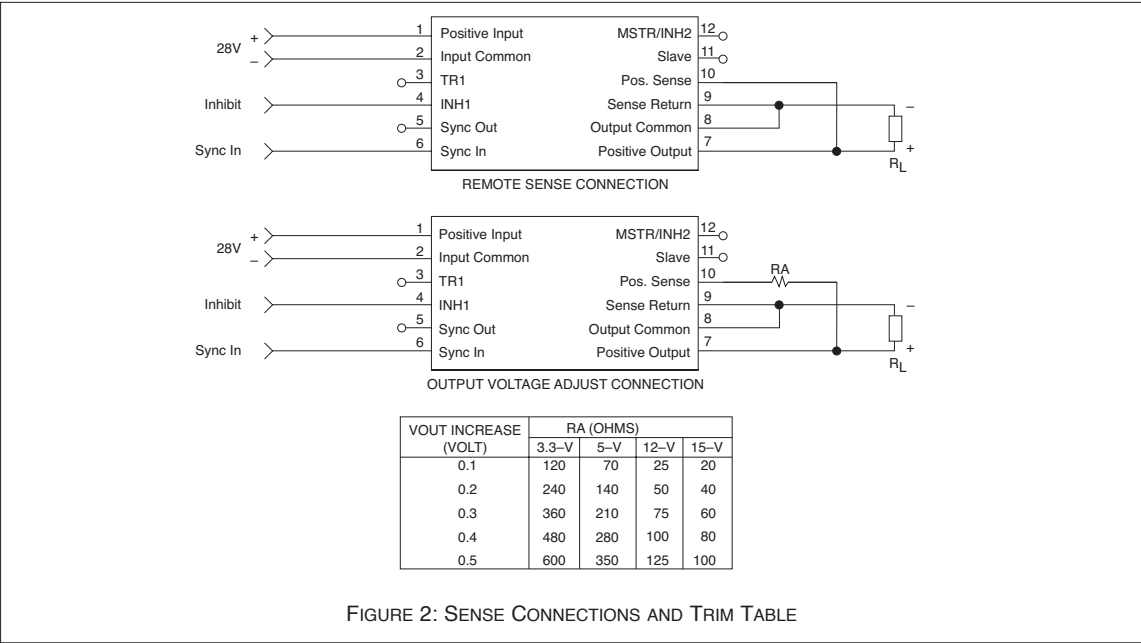 28V
+
–
Inhibit
Sync In
1 Positive Input
2 Input Common
3 TR1
4 INH1
5 Sync Out
6 Sync In
MSTR/INH2 12
Slave 11
Pos. Sense 10
Sense Return 9
Output Common 8
Positive Output 7
–
+
RL
REMOTE SENSE CONNECTION
28V
+
–
Inhibit
Sync In
1 Positive Input
2 Input Common
3 TR1
4 INH1
5 Sync Out
6 Sync In
MSTR/INH2 12
Slave 11
Pos. Sense 10
Sense Return 9
Output Common 8
Positive Output 7
RA
–
+
RL
OUTPUT VOLTAGE ADJUST CONNECTION
VOUT INCREASE RA (OHMS)
(VOLT) 3.3–V 5–V 12–V 15–V
0.1 120 70 25 20
0.2 240 140 50 40
0.3 360 210 75 60
0.4 480 280 100 80
0.5 600 350 125 100
FIGURE 2: SENSE CONNECTIONS AND TRIM TABLE